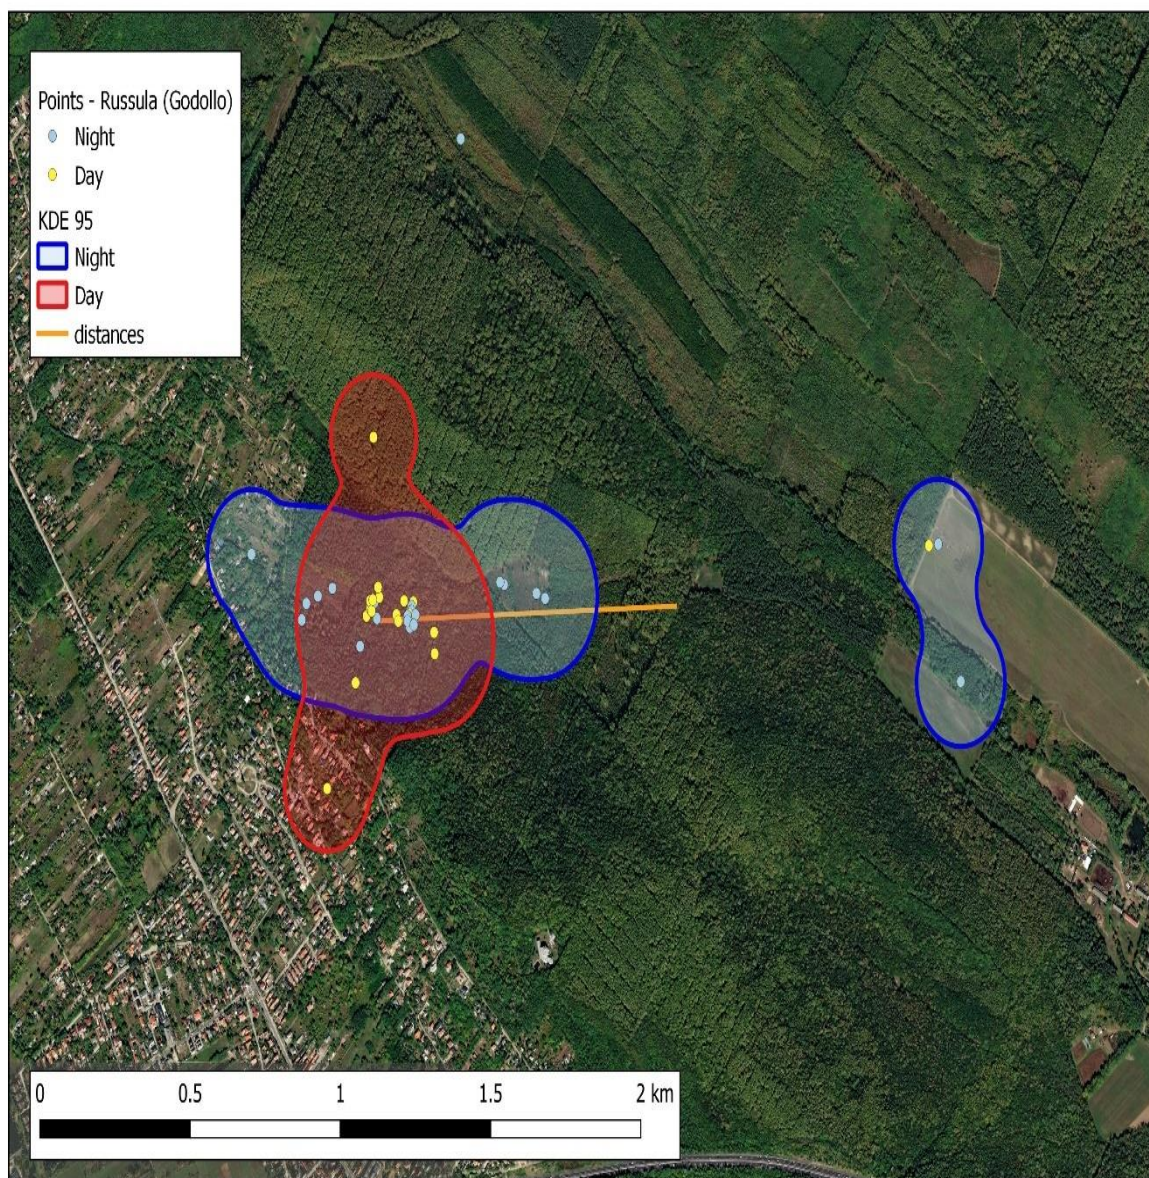 Points - Russula (Godollo)
Night
Day
KDE 95
Night
Day
distances
0 0.5 1 1.5 2 km